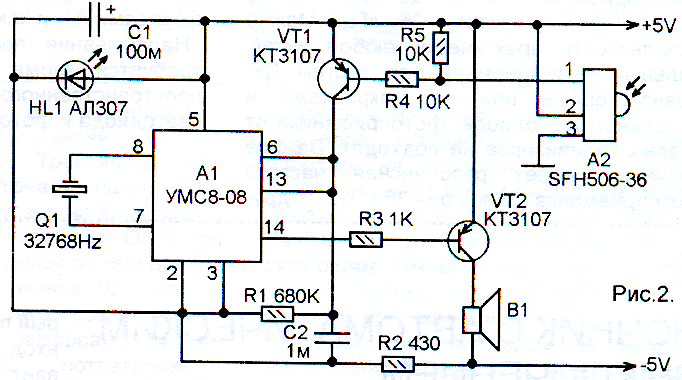 +
C1
100м
HL1 АЛ307
VT1
КТ3107
R5
10K
R4 10K
+5V
1
2
3
A2
SFH506-36
5
8
A1
УМС8-08
6
13
7
14
2
3
Q1
32768Hz
R3 1K
VT2
КТ3107
R1 680K
C2
1м
R2 430
B1
Рис.2.
-5V